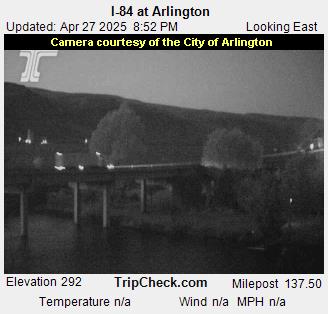 I-84 at Arlington
Updated: Apr 27 2025 8:52 PM Looking East
Camera courtesy of the City of Arlington
Elevation 292 TripCheck.com Milepost 137.50
Temperature n/a Wind n/a MPH n/a